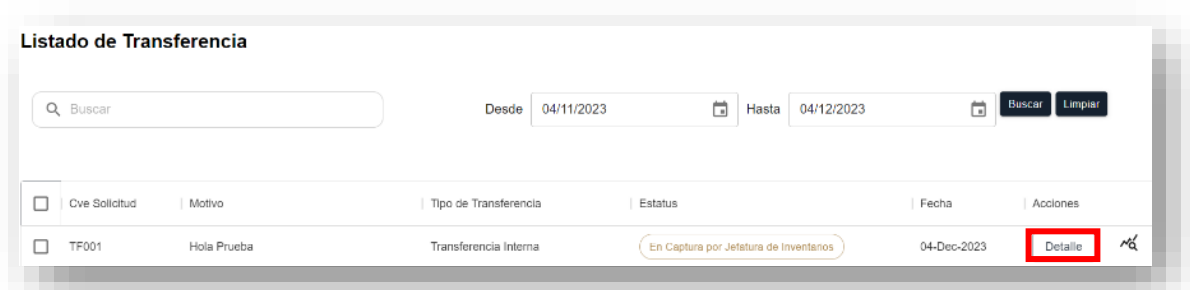 Listado de Transferencia
Buscar Desde 04/11/2023 Hasta 04/12/2023 Buscar Limpiar
Cve Solicitud Motivo Tipo de Transferencia Estatus Fecha Acciones
TF001 Hola Prueba Transferencia Interna En Captura por Jefatura de Inventarios 04-Dec-2023 Detalle